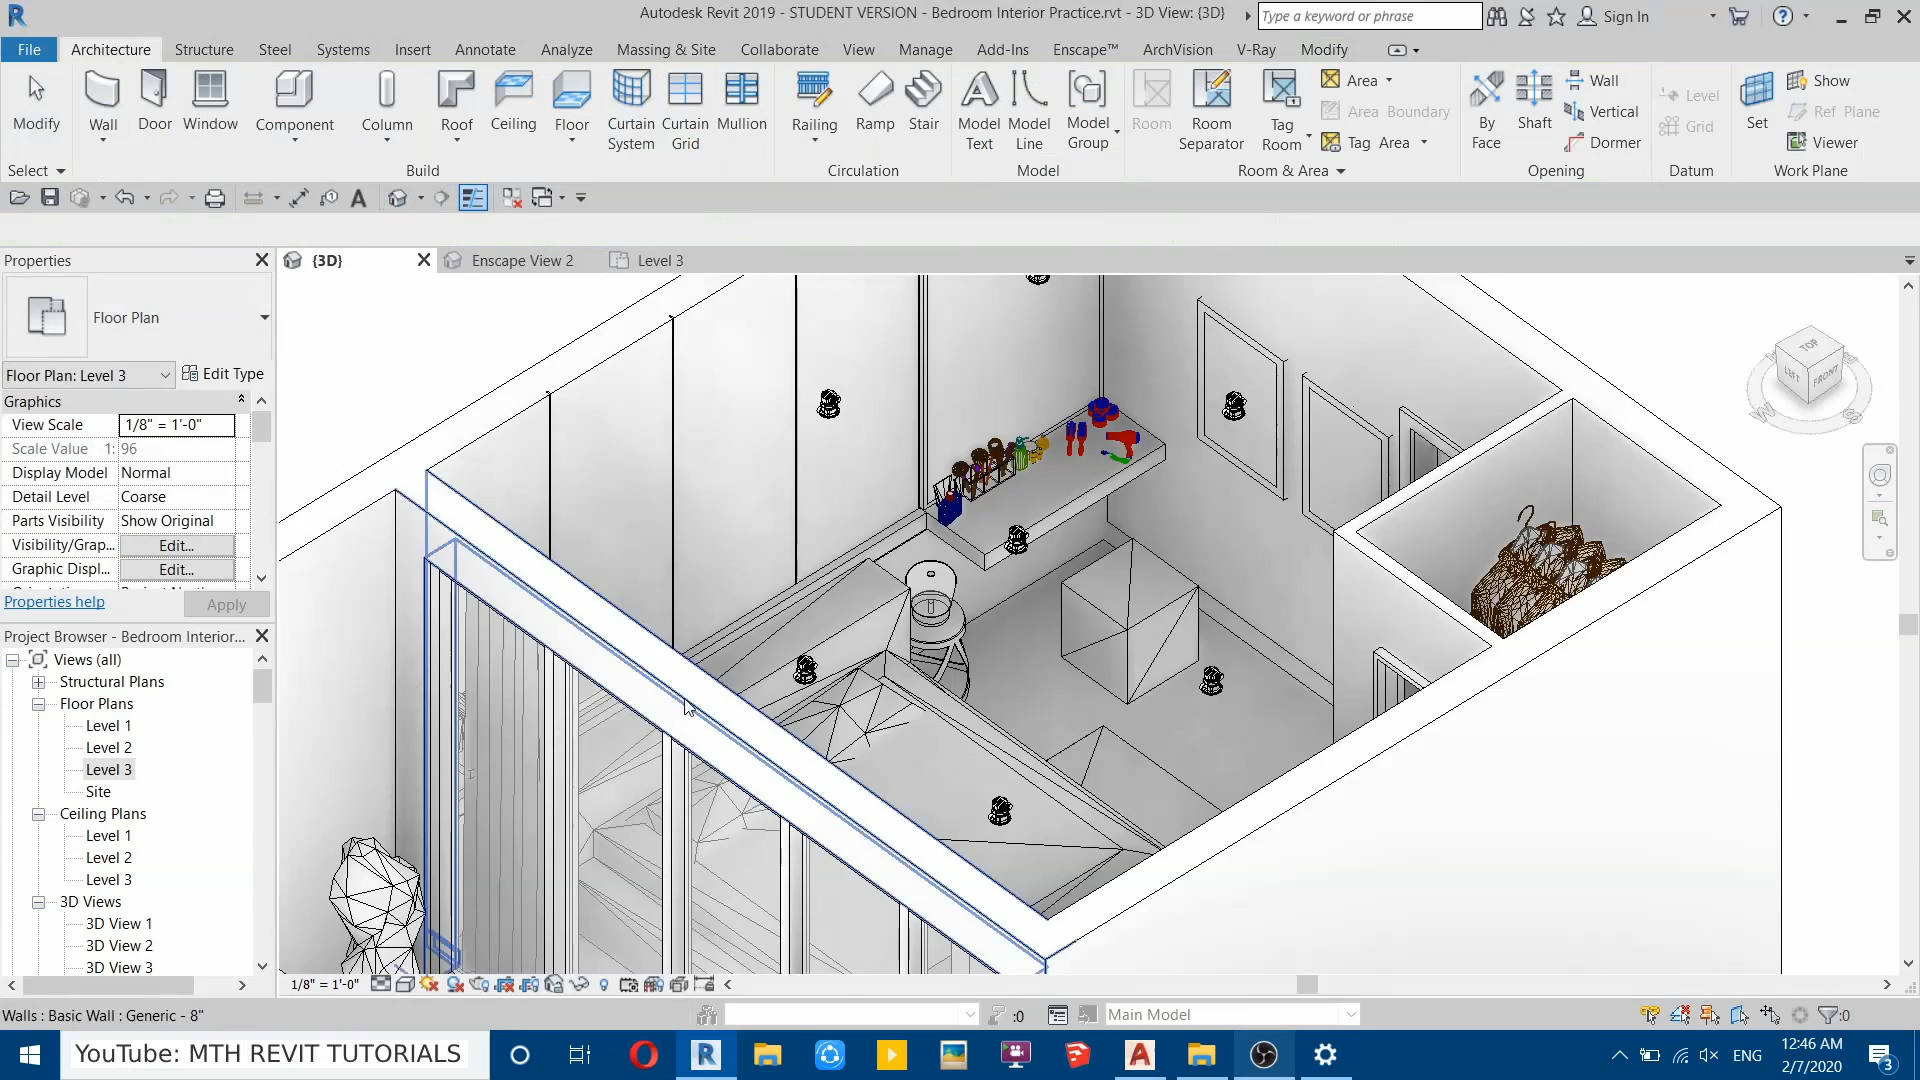 Autodesk Revit 2019 - STUDENT VERSION - Bedroom Interior Practice.rvt - 3D View: {3D}
Type a keyword or phrase
Sign In
File Architecture Structure Steel Systems Insert Annotate Analyze Massing & Site Collaborate View Manage Add-Ins Enscape™ ArchVision V-Ray Modify
Modify
Wall
Door
Window
Component
Column
Roof
Ceiling
Floor
Curtain System
Curtain Grid
Mullion
Railing
Ramp
Stair
Model Text
Model Line
Model Group
Room
Room Separator
Tag Room
Area
Area Boundary
Tag Area
By Face
Shaft
Wall
Vertical
Dormer
Level
Grid
Set
Show
Ref Plane
Viewer
Select
Build
Circulation
Model
Room & Area
Opening
Datum
Work Plane
Properties
{3D}
Enscape View 2
Level 3
Floor Plan
Floor Plan: Level 3
Edit Type
Graphics
View Scale 1/8" = 1'-0"
Scale Value 1: 96
Display Model Normal
Detail Level Coarse
Parts Visibility Show Original
Visibility/Grap... Edit...
Graphic Displ... Edit...
Properties help
Apply
Project Browser - Bedroom Interior...
Views (all)
Structural Plans
Floor Plans
Level 1
Level 2
Level 3
Site
Ceiling Plans
Level 1
Level 2
Level 3
3D Views
3D View 1
3D View 2
3D View 3
TOP
LEFT
FRONT
W
S
1/8" = 1'-0"
Walls : Basic Wall : Generic - 8"
:0
Main Model
:0
YouTube: MTH REVIT TUTORIALS
ENG
12:46 AM
2/7/2020
3